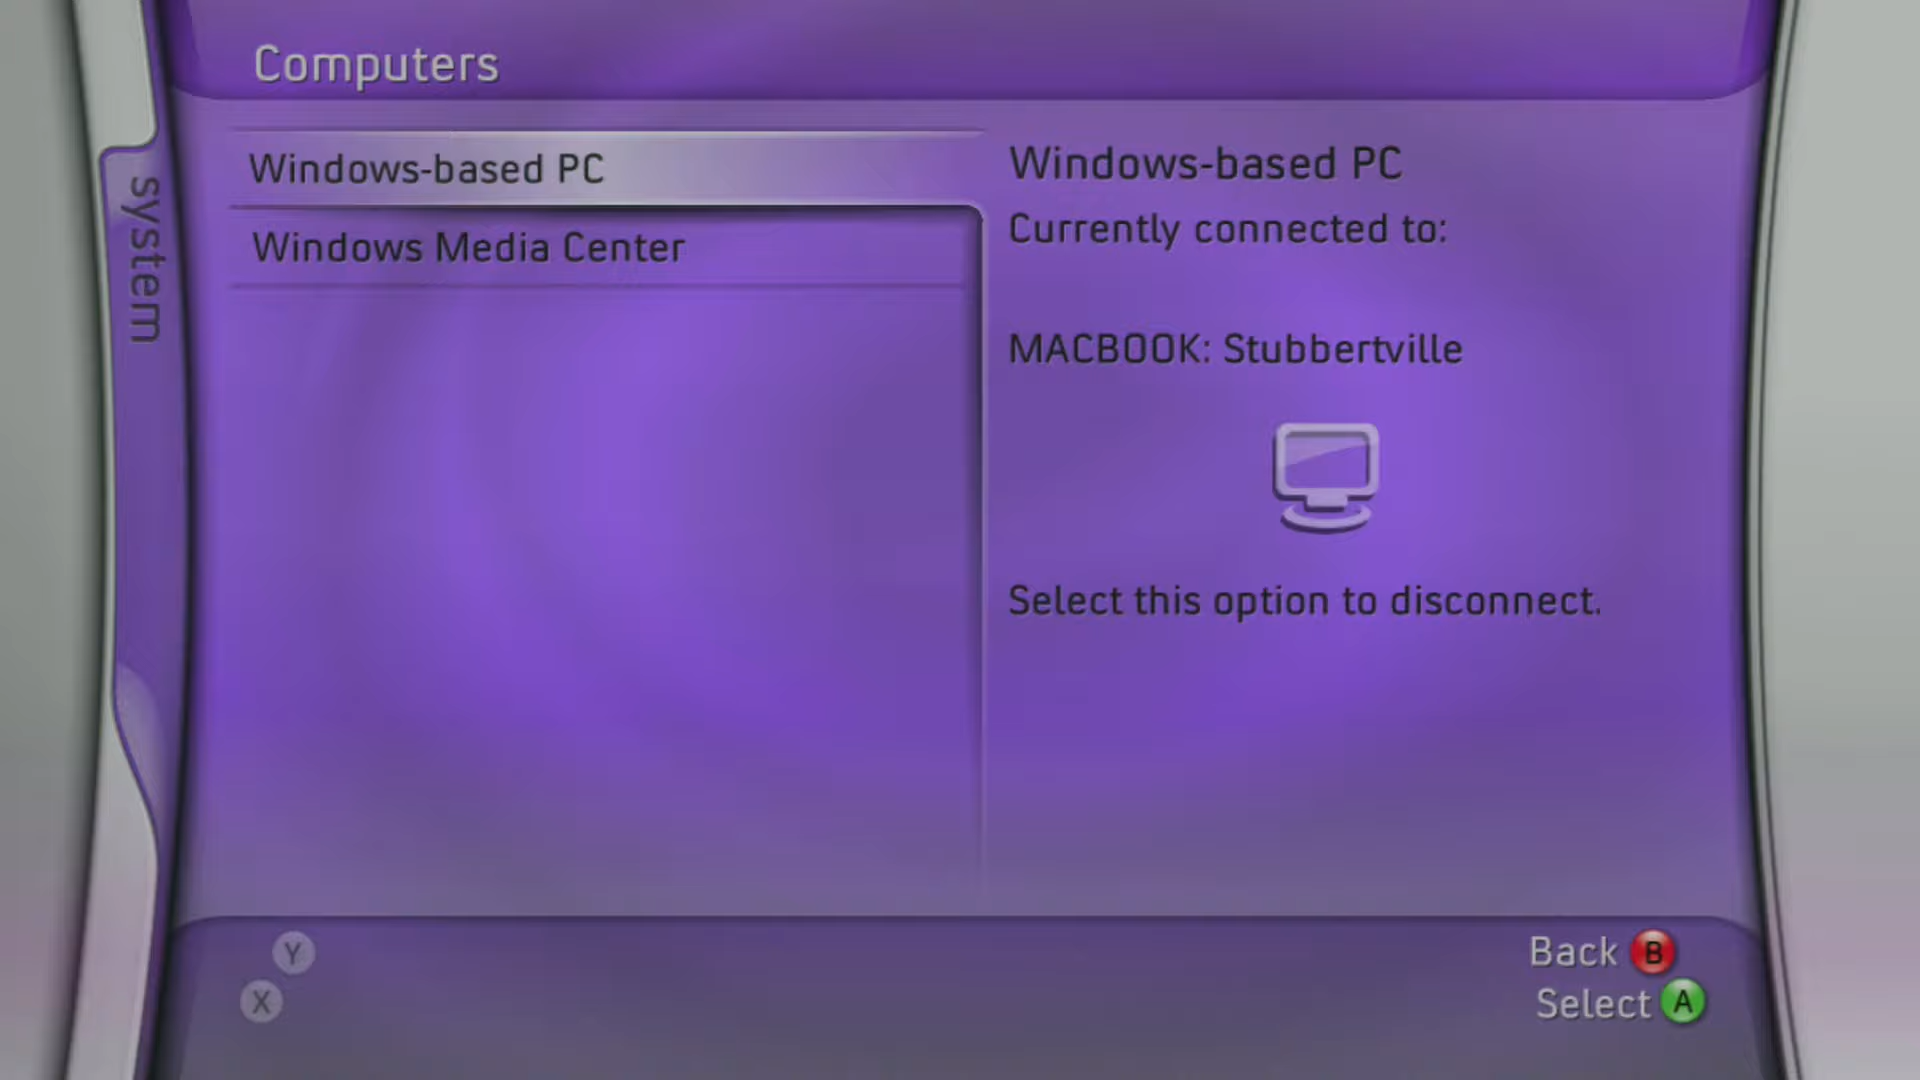 Computers
system
Windows-based PC
Windows Media Center
Windows-based PC
Currently connected to:
MACBOOK: Stubbertville
Select this option to disconnect.
Y
X
Back B
Select A